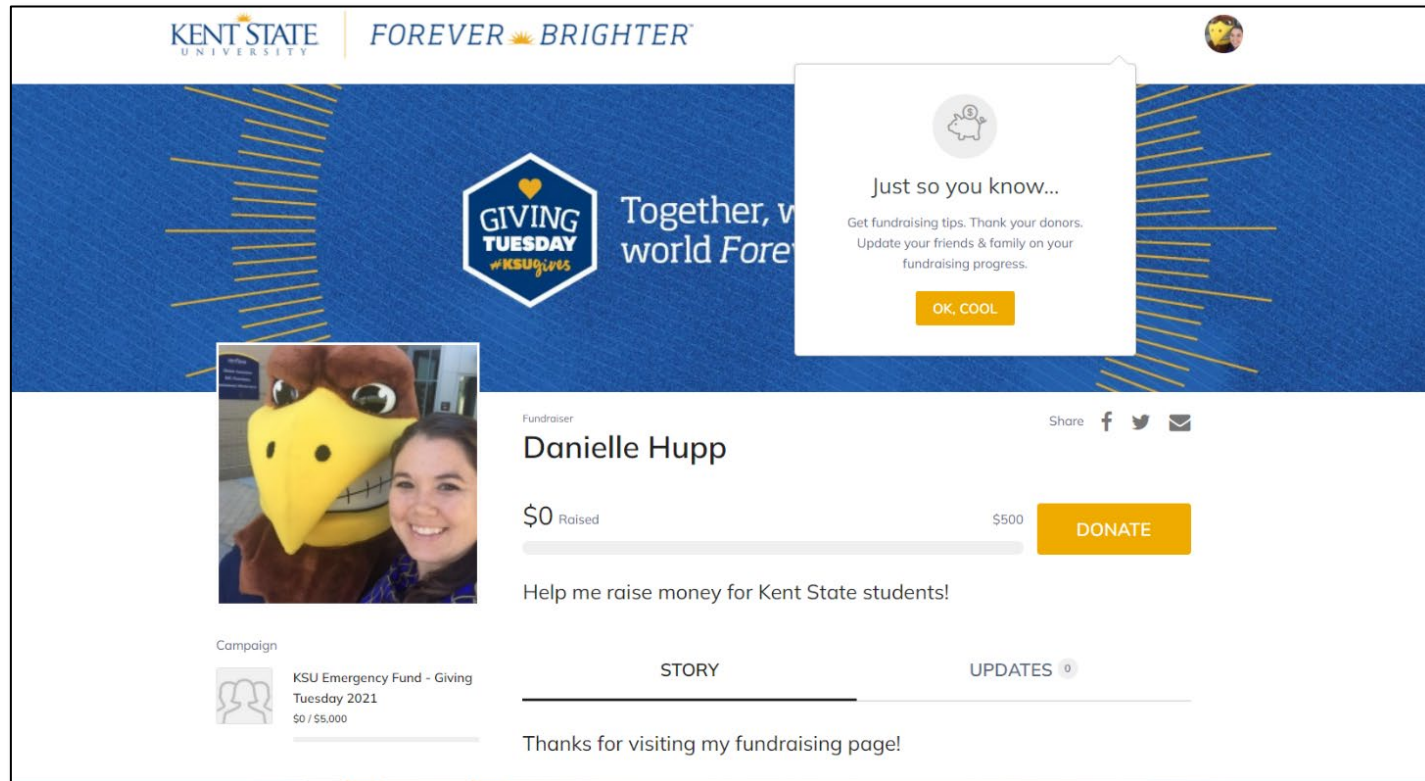 KENT STATE
UNIVERSITY
FOREVER BRIGHTER
GIVING
TUESDAY
#KSUgives
Together, w
world Fore
Just so you know...
Get fundraising tips. Thank your donors.
Update your friends & family on your
fundraising progress.
OK, COOL
Fundraiser
Danielle Hupp
Share
$0 Raised
$500
DONATE
Help me raise money for Kent State students!
Campaign
KSU Emergency Fund - Giving
Tuesday 2021
$0 / $5,000
STORY
UPDATES 0
Thanks for visiting my fundraising page!